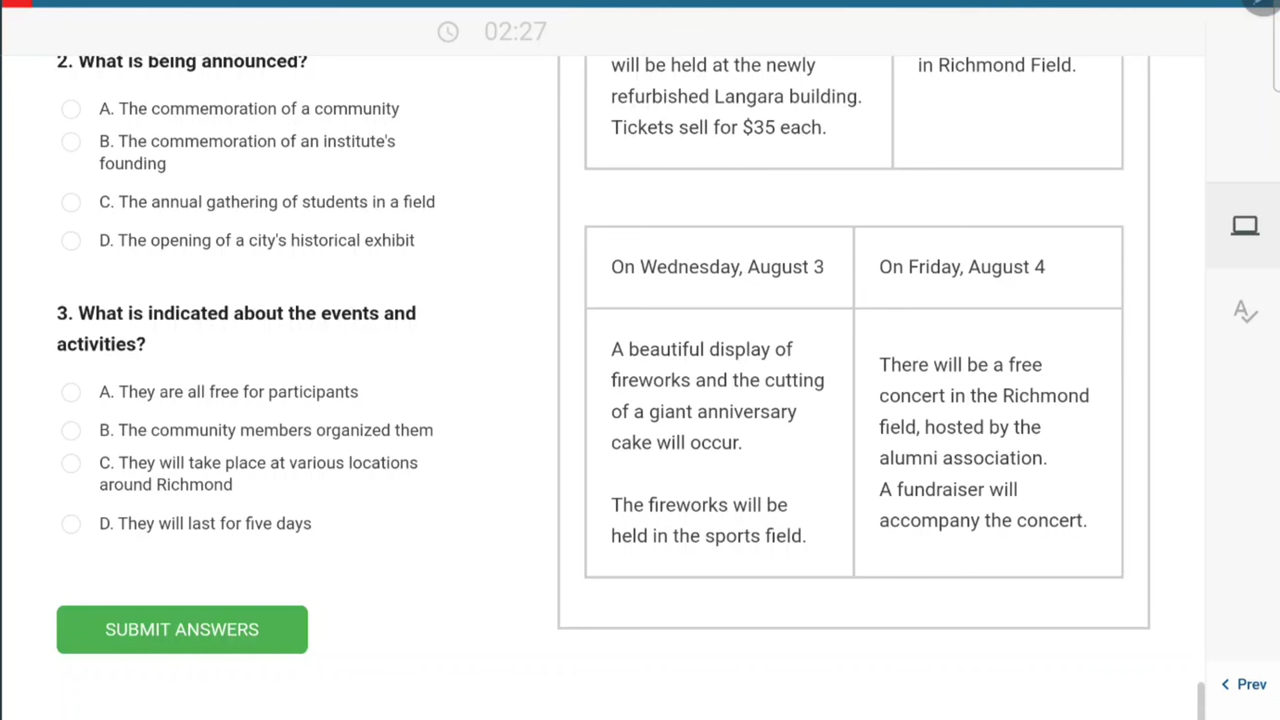 02:27
2. What is being announced?
A. The commemoration of a community
B. The commemoration of an institute's
founding
C. The annual gathering of students in a field
D. The opening of a city's historical exhibit
3. What is indicated about the events and
activities?
A. They are all free for participants
B. The community members organized them
C. They will take place at various locations
around Richmond
D. They will last for five days
SUBMIT ANSWERS
will be held at the newly
refurbished Langara building.
Tickets sell for $35 each.
in Richmond Field.
On Wednesday, August 3
On Friday, August 4
A beautiful display of
fireworks and the cutting
of a giant anniversary
cake will occur.
The fireworks will be
held in the sports field.
There will be a free
concert in the Richmond
field, hosted by the
alumni association.
A fundraiser will
accompany the concert.
Prev